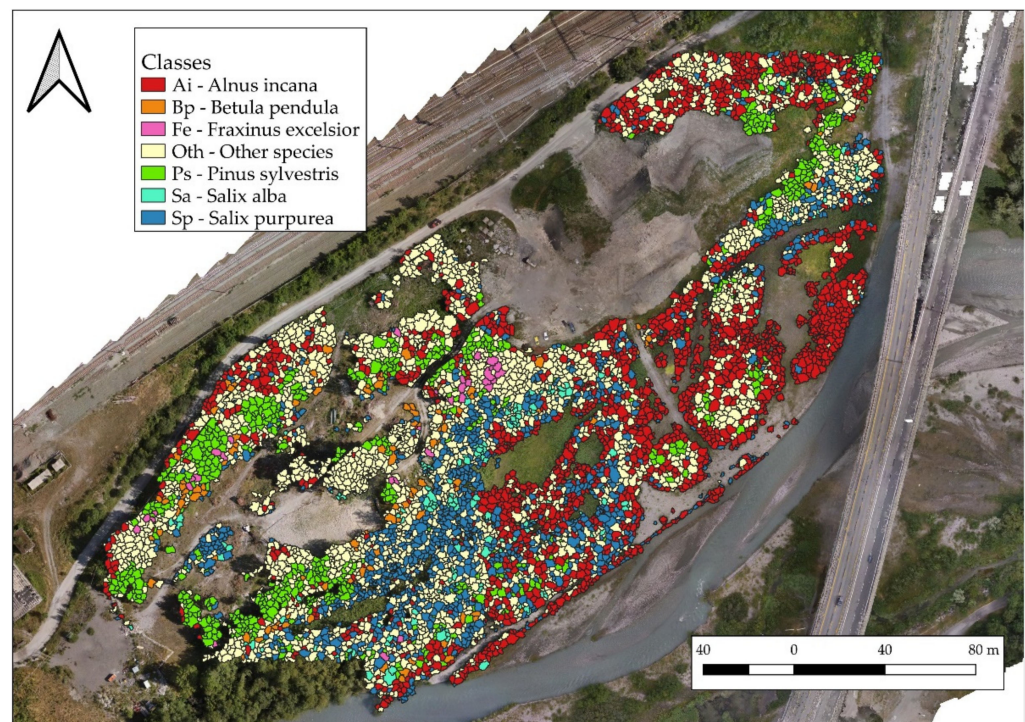 Classes
Ai - Alnus incana
Bp - Betula pendula
Fe - Fraxinus excelsior
Oth - Other species
Ps - Pinus sylvestris
Sa - Salix alba
Sp - Salix purpurea
40 0 40 80 m